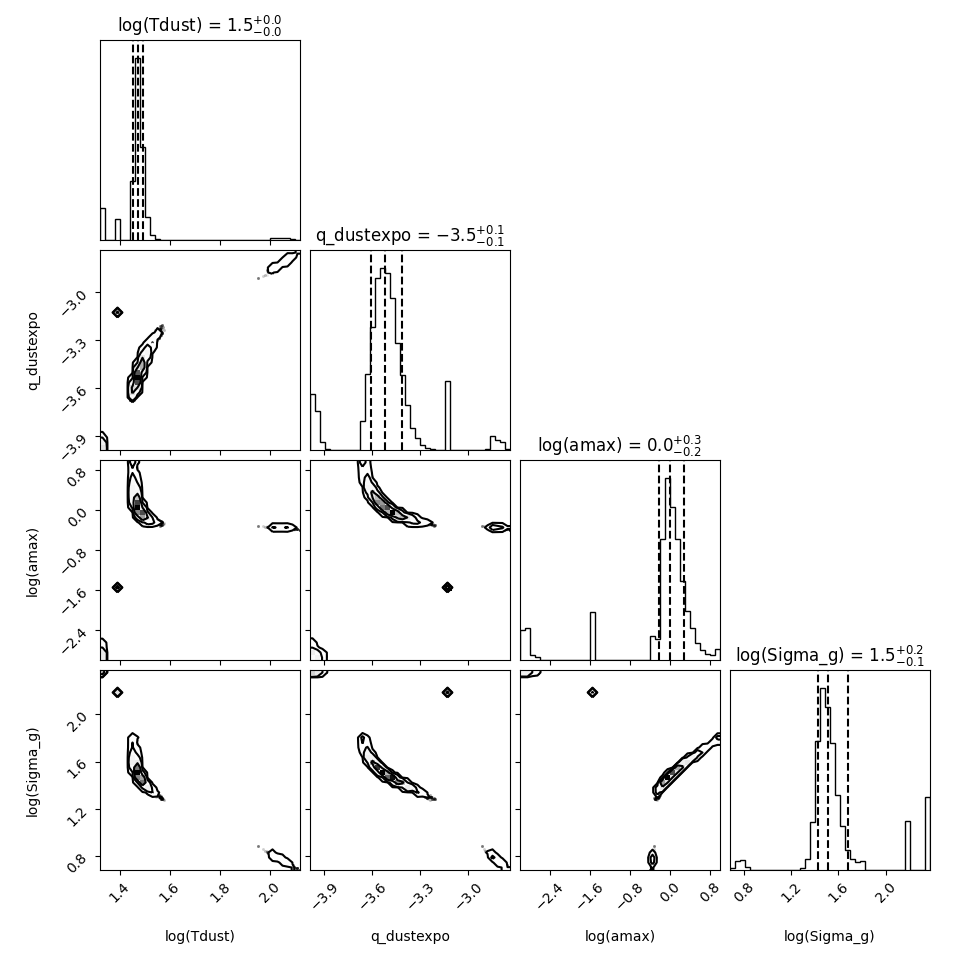 log(Tdust) = 1.5+0.0 −0.0
q_dustexpo = −3.5+0.1 −0.1
q_dustexpo
−3.0
−3.3
−3.6
−3.9
log(amax) = 0.0+0.3 −0.2
log(amax)
0.8
0.0
−0.8
−1.6
−2.4
log(Sigma_g) = 1.5+0.2 −0.1
log(Sigma_g)
2.0
1.6
1.2
0.8
1.4 1.6 2.0 −3.9 −3.6 −3.3 −3.0 −2.4 −1.6 −0.8 0.0 0.8 0.8 1.2 1.6 2.0
log(Tdust) q_dustexpo log(amax) log(Sigma_g)